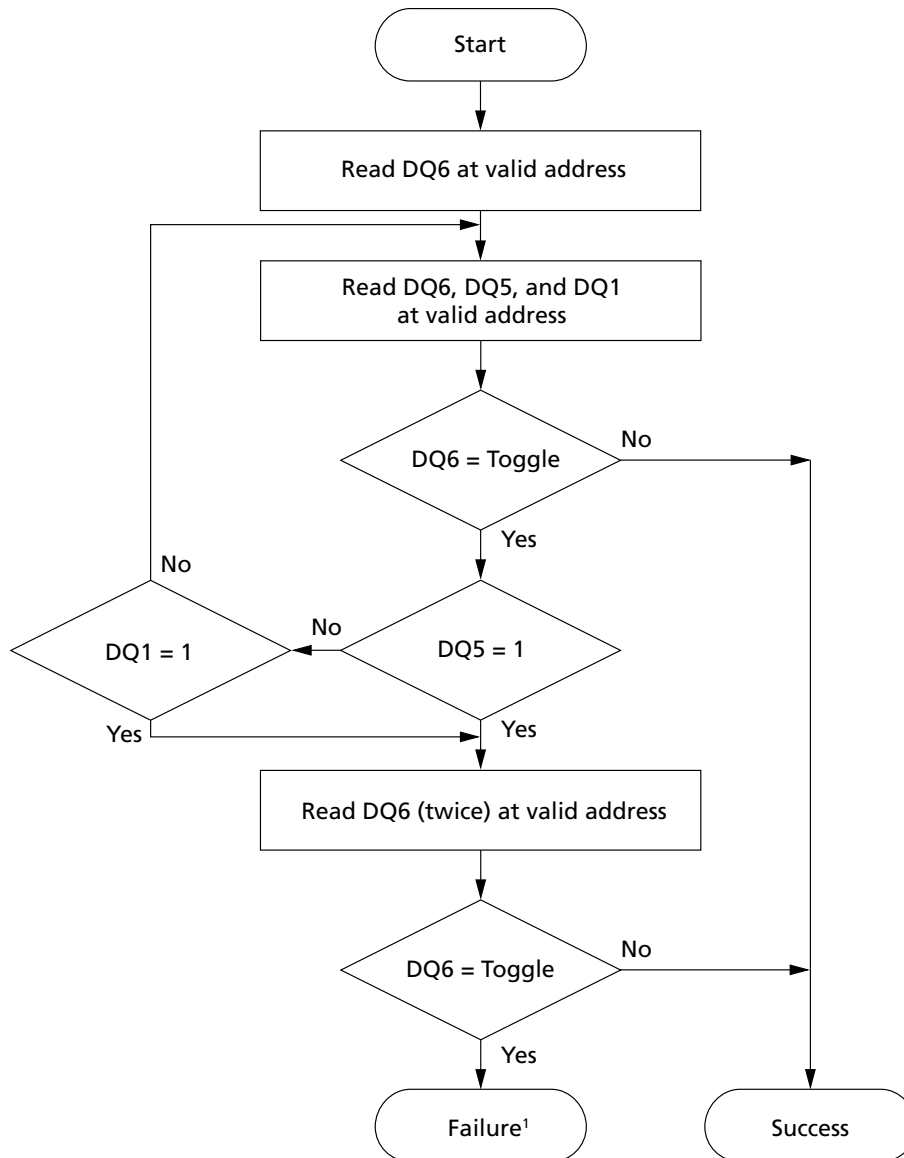 Start
Read DQ6 at valid address
Read DQ6, DQ5, and DQ1
at valid address
DQ6 = Toggle
No
Yes
No
DQ1 = 1
No
DQ5 = 1
Yes
Yes
Read DQ6 (twice) at valid address
DQ6 = Toggle
No
Yes
Failure¹
Success